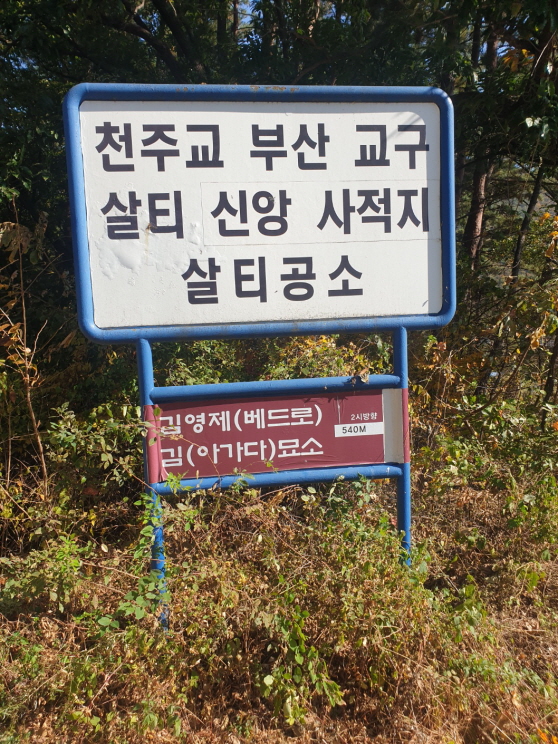 천주교 부산 교구
살티 신앙 사적지
살티공소
김영제(베드로)
2시방향
540M
김(아가다)묘소